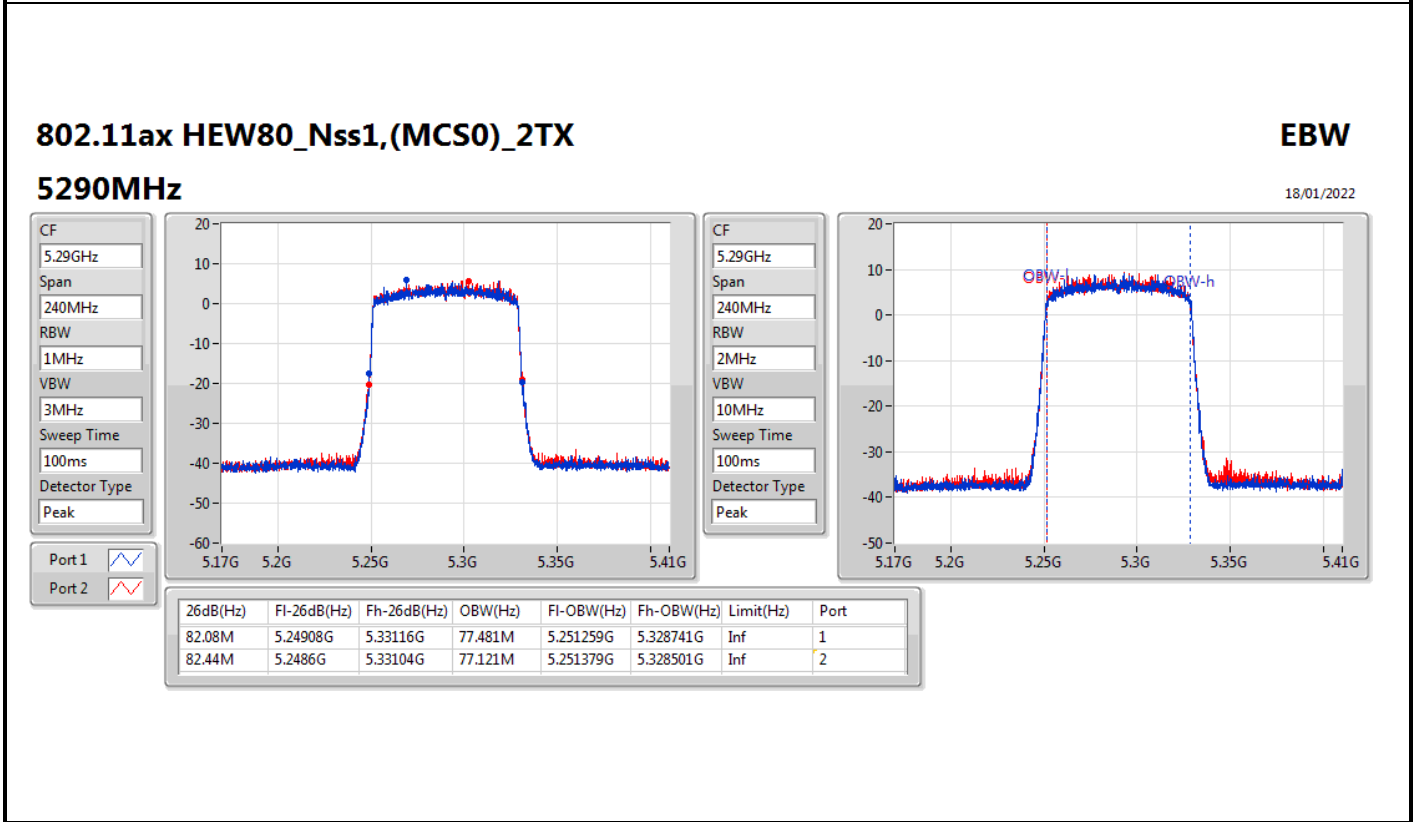 802.11ax HEW80_Nss1,(MCS0)_2TX
EBW
5290MHz
18/01/2022
CF
5.29GHz
Span
240MHz
RBW
1MHz
VBW
3MHz
Sweep Time
100ms
Detector Type
Peak
Port 1
Port 2
20
10
0
-10
-20
-30
-40
-50
-60
5.17G 5.2G 5.25G 5.3G 5.35G 5.41G
CF
5.29GHz
Span
240MHz
RBW
2MHz
VBW
10MHz
Sweep Time
100ms
Detector Type
Peak
20
10
0
-10
-20
-30
-40
-50
OBW-l OBW-h
5.17G 5.2G 5.25G 5.3G 5.35G 5.41G
26dB(Hz) Fl-26dB(Hz) Fh-26dB(Hz) OBW(Hz) Fl-OBW(Hz) Fh-OBW(Hz) Limit(Hz) Port
82.08M 5.24908G 5.33116G 77.481M 5.251259G 5.328741G Inf 1
82.44M 5.2486G 5.33104G 77.121M 5.251379G 5.328501G Inf 2